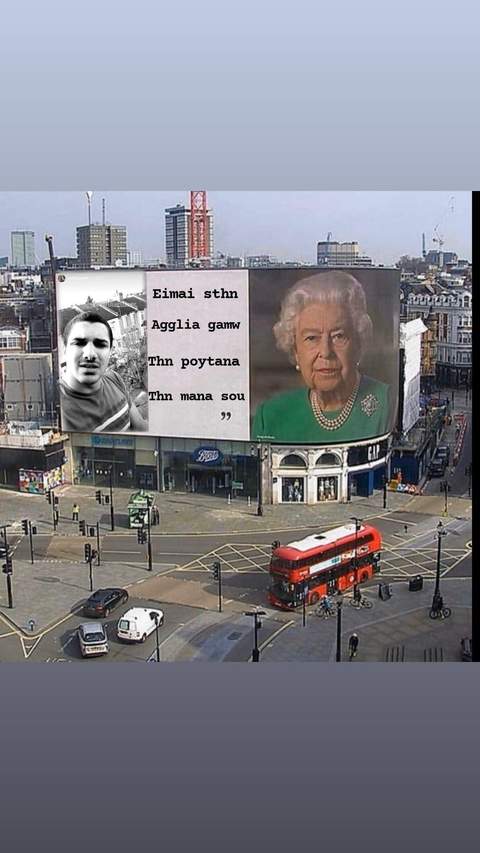 Eimai sthn
Agglia gamw
Thn poytana
Thn mana sou
”
Boots
GAP